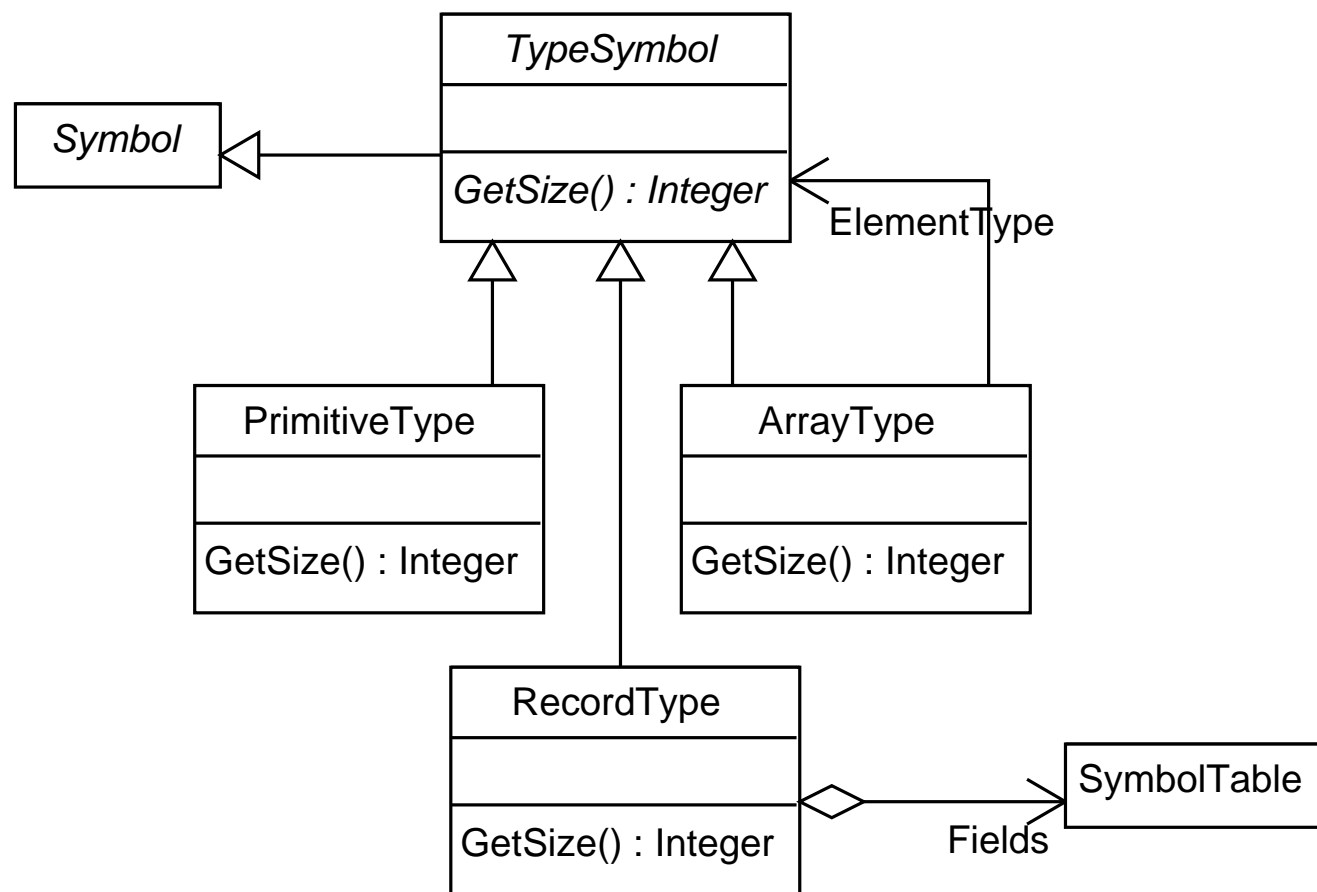 TypeSymbol
Symbol
GetSize() : Integer
ElementType
PrimitiveType
ArrayType
GetSize() : Integer
GetSize() : Integer
RecordType
SymbolTable
GetSize() : Integer
Fields